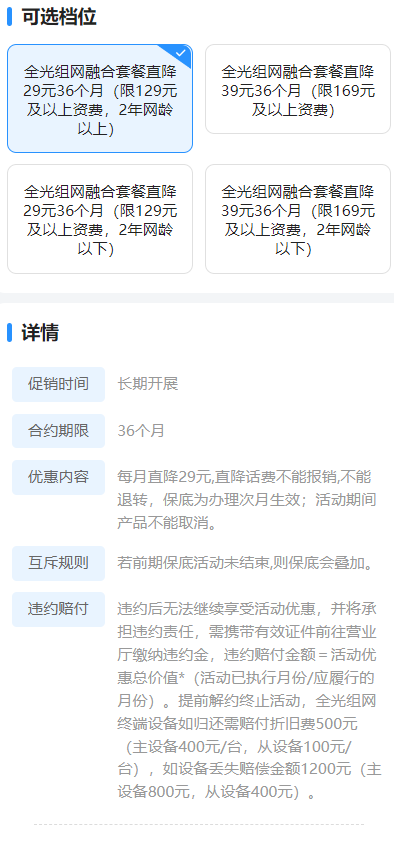 可选档位
全光组网融合套餐直降
29元36个月（限129元
及以上资费，2年网龄
以上）
全光组网融合套餐直降
39元36个月（限169元
及以上资费）
全光组网融合套餐直降
29元36个月（限129元
及以上资费，2年网龄
以下）
全光组网融合套餐直降
39元36个月（限169元
及以上资费，2年网龄
以下）
详情
促销时间 长期开展
合约期限 36个月
优惠内容 每月直降29元,直降话费不能报销,不能
退转，保底为办理次月生效；活动期间
产品不能取消。
互斥规则 若前期保底活动未结束,则保底会叠加。
违约赔付 违约后无法继续享受活动优惠，并将承
担违约责任，需携带有效证件前往营业
厅缴纳违约金，违约赔付金额＝活动优
惠总价值*（活动已执行月份/应履行的
月份）。提前解约终止活动，全光组网
终端设备如归还需赔付折旧费500元
（主设备400元/台，从设备100元/
台），如设备丢失赔偿金额1200元（主
设备800元，从设备400元）。